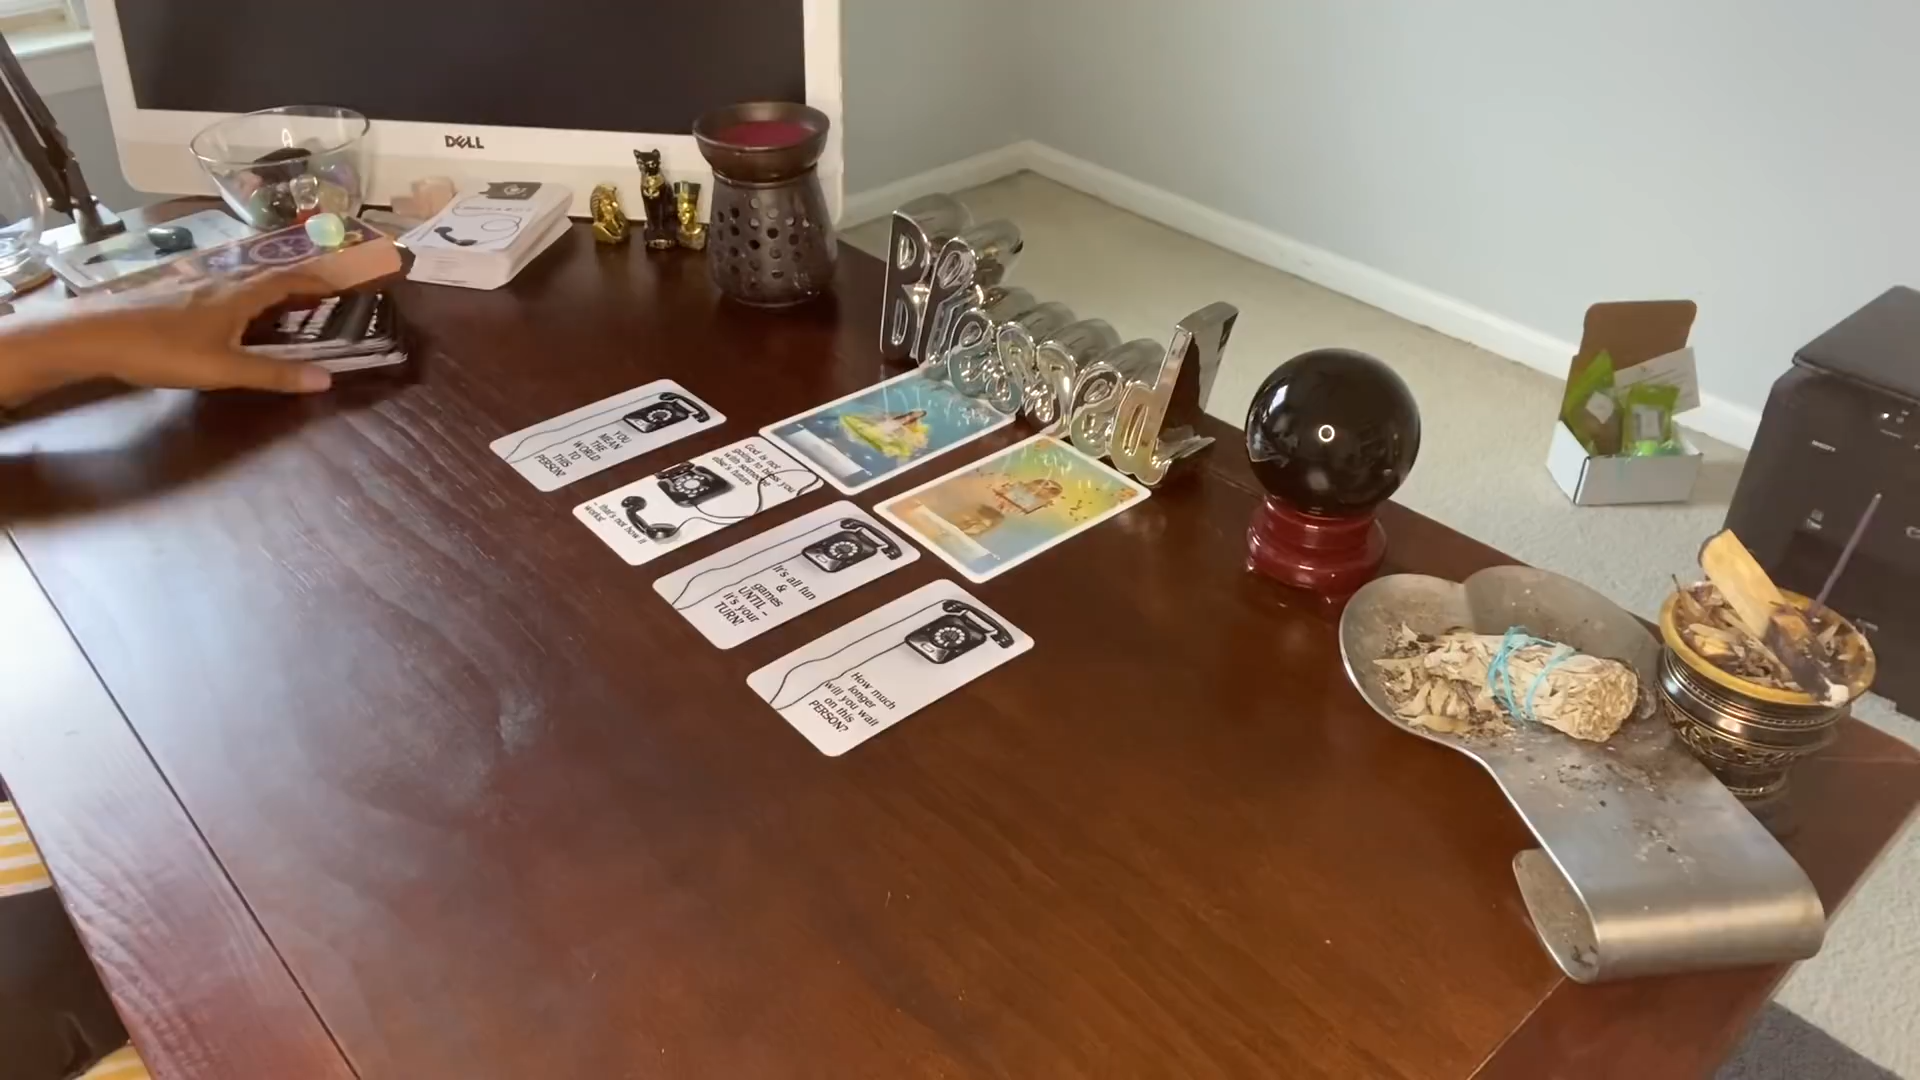 DELL
Blessed
YOU
MEAN
THE
WORLD
TO
THIS
PERSON!
God is not
going to bless you
with someone
else's future
... that's not how it
works!
It's all fun
&
games
UNTIL ~
it's your
TURN!
How much
longer
will you wait
on this
PERSON?